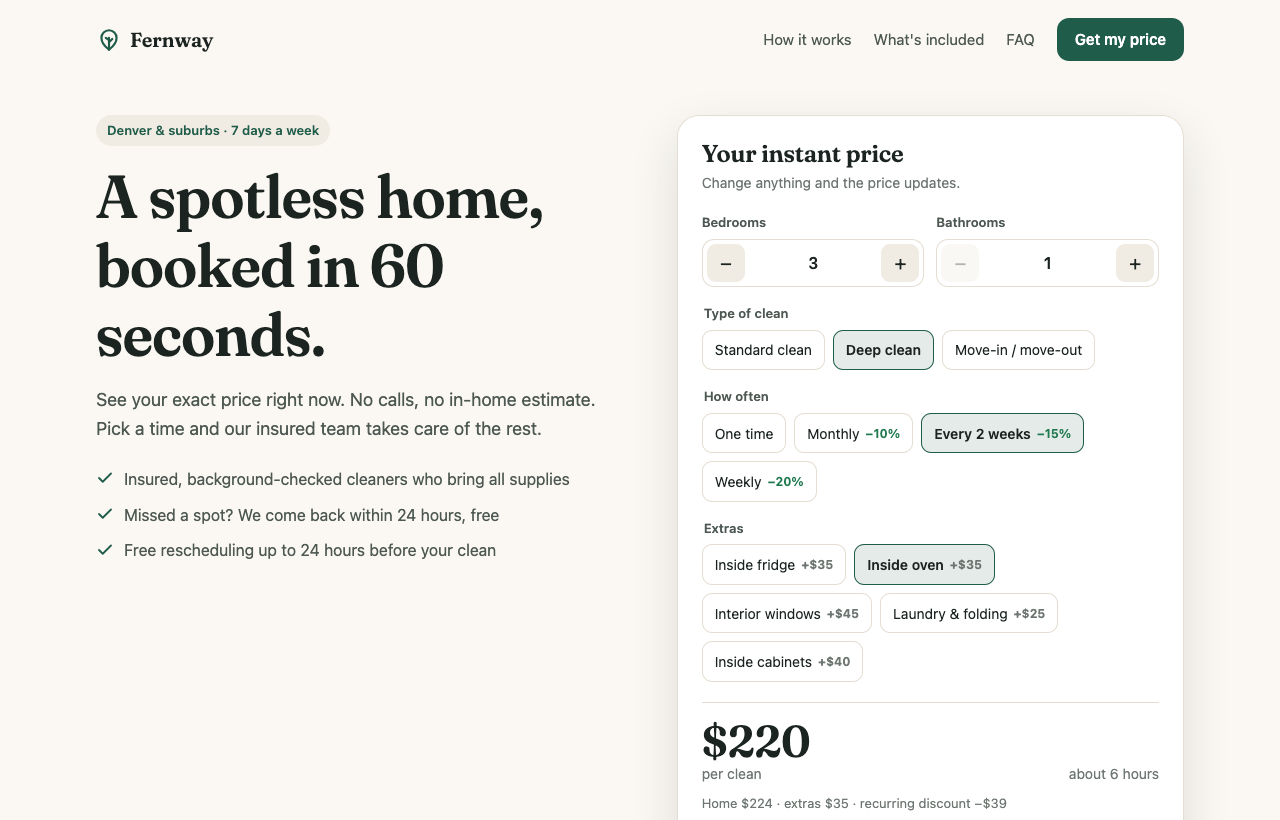 Fernway
How it works
What's included
FAQ
Get my price
Denver & suburbs · 7 days a week
A spotless home,
booked in 60
seconds.
See your exact price right now. No calls, no in-home estimate.
Pick a time and our insured team takes care of the rest.
Insured, background-checked cleaners who bring all supplies
Missed a spot? We come back within 24 hours, free
Free rescheduling up to 24 hours before your clean
Your instant price
Change anything and the price updates.
Bedrooms
− 3 +
Bathrooms
− 1 +
Type of clean
Standard clean
Deep clean
Move-in / move-out
How often
One time
Monthly −10%
Every 2 weeks −15%
Weekly −20%
Extras
Inside fridge +$35
Inside oven +$35
Interior windows +$45
Laundry & folding +$25
Inside cabinets +$40
$220
per clean
about 6 hours
Home $224 · extras $35 · recurring discount −$39